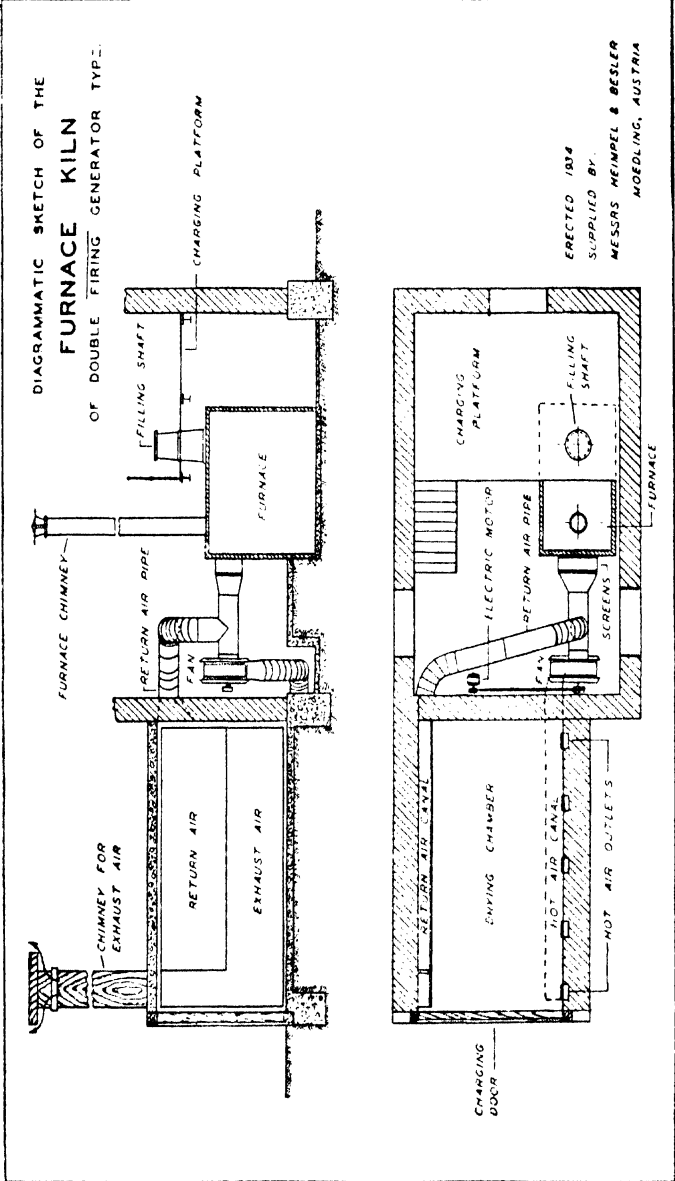 DIAGRAMMATIC SKETCH OF THE
FURNACE KILN
OF DOUBLE FIRING GENERATOR TYPE.
FURNACE CHIMNEY
CHIMNEY FOR
EXHAUST AIR
RETURN AIR PIPE
FAN
FILLING SHAFT
CHARGING PLATFORM
RETURN AIR
EXHAUST AIR
FURNACE
RETURN AIR CANAL
DRYING CHAMBER
HOT AIR CANAL
HOT AIR OUTLETS
CHARGING
DOOR
ELECTRIC MOTOR
RETURN AIR PIPE
FAN
SCREENS
CHARGING
PLATFORM
FILLING
SHAFT
FURNACE
ERECTED 1934
SUPPLIED BY.
MESSRS HEIMPEL & BESLER
MOEDLING, AUSTRIA